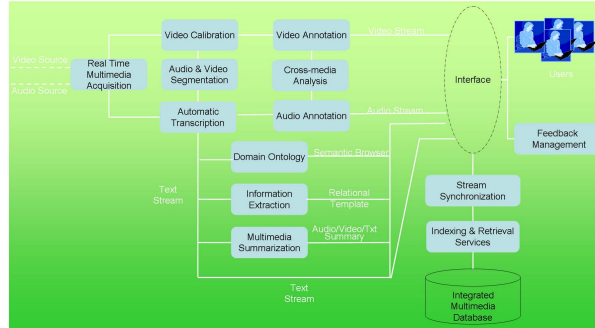 Video Calibration
Video Annotation
Video Stream
Video Source
Real Time
Multimedia
Acquisition
Audio Source
Audio & Video
Segmentation
Cross-media
Analysis
Interface
Users
Automatic
Transcription
Audio Annotation
Audio Stream
Feedback
Management
Domain Ontology
Semantic Browser
Text
Stream
Information
Extraction
Relational
Template
Stream
Synchronization
Multimedia
Summarization
Audio/Video/Txt
Summary
Indexing & Retrieval
Services
Text
Stream
Integrated
Multimedia
Database